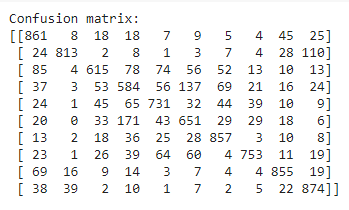 Confusion matrix:
[[861 8 18 18 7 9 5 4 45 25]
[ 24 813 2 8 1 3 7 4 28 110]
[ 85 4 615 78 74 56 52 13 10 13]
[ 37 3 53 584 56 137 69 21 16 24]
[ 24 1 45 65 731 32 44 39 10 9]
[ 20 0 33 171 43 651 29 29 18 6]
[ 13 2 18 36 25 28 857 3 10 8]
[ 23 1 26 39 64 60 4 753 11 19]
[ 69 16 9 14 3 7 4 4 855 19]
[ 38 39 2 10 1 7 2 5 22 874]]